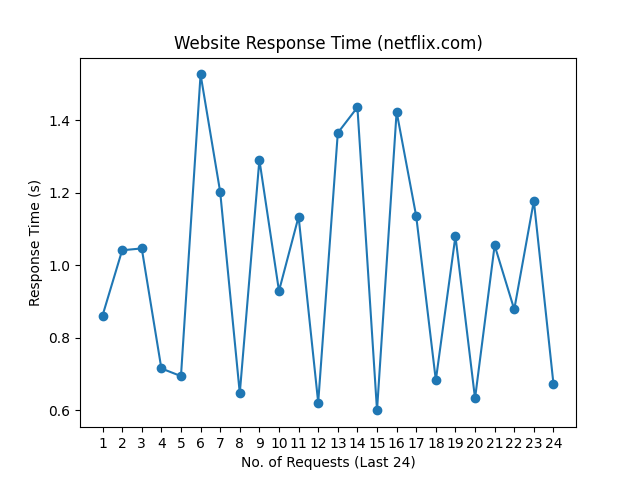 Website Response Time (netflix.com)
1.4
1.2
1.0
0.8
0.6
Response Time (s)
1 2 3 4 5 6 7 8 9 10 11 12 13 14 15 16 17 18 19 20 21 22 23 24
No. of Requests (Last 24)